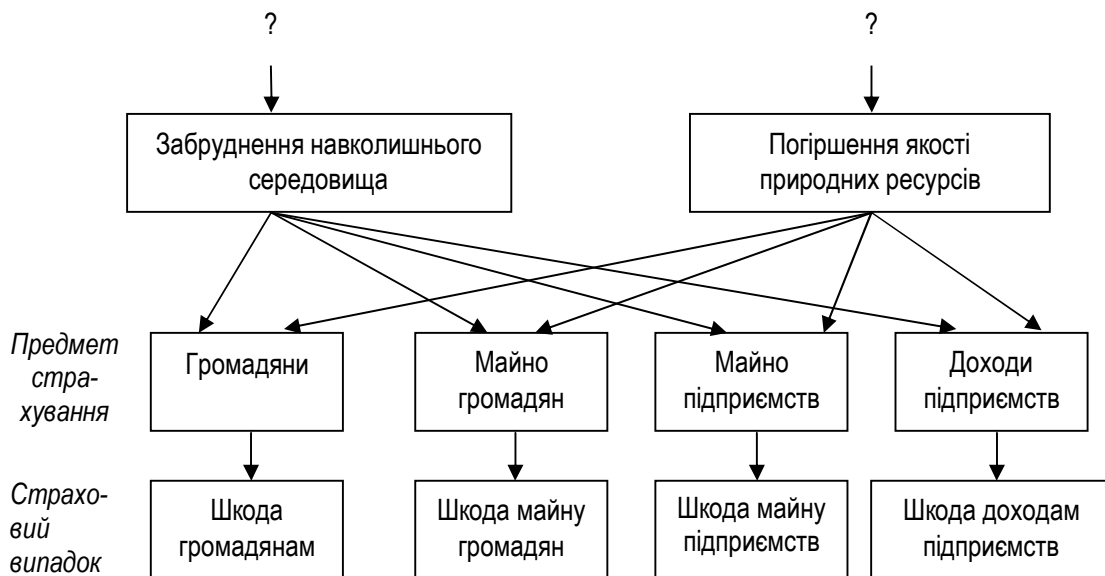 ?
?
Забруднення навколишнього
середовища
Погіршення якості
природних ресурсів
Предмет
стра-
хування
Громадяни
Майно
громадян
Майно
підприємств
Доходи
підприємств
Страхо-
вий
випадок
Шкода
громадянам
Шкода майну
громадян
Шкода майну
підприємств
Шкода доходам
підприємств